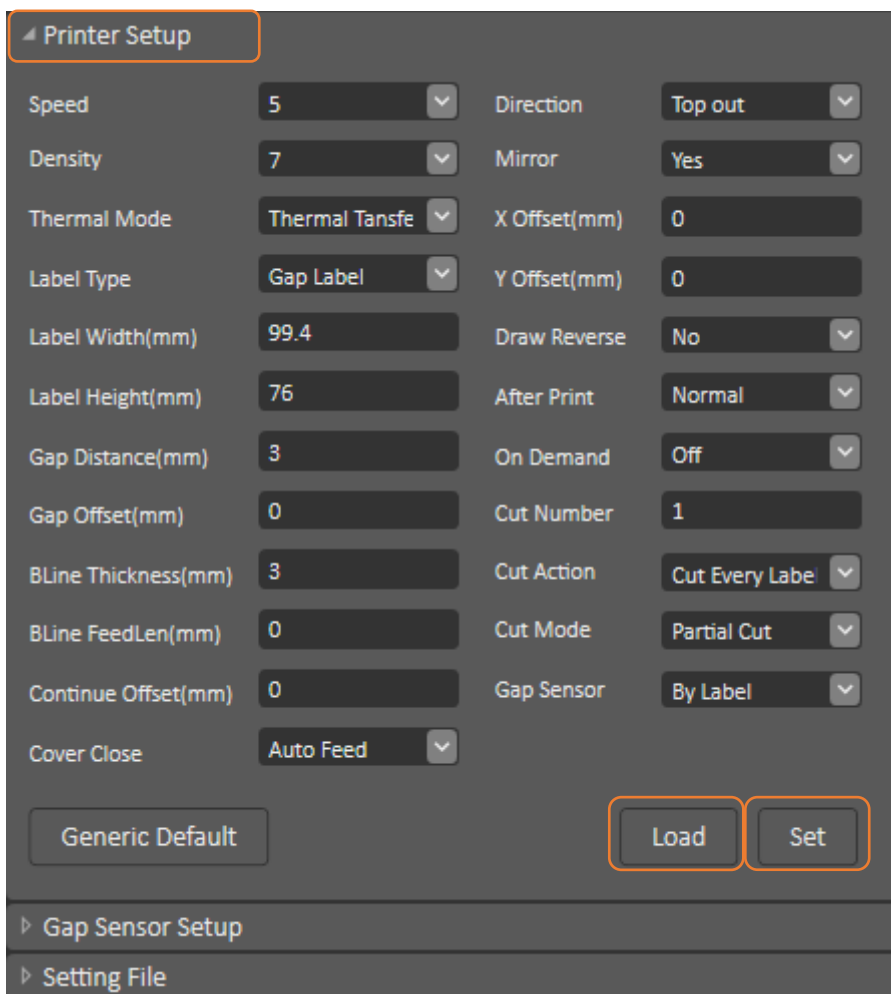 Printer Setup
Speed 5 Direction Top out
Density 7 Mirror Yes
Thermal Mode Thermal Tansfe X Offset(mm) 0
Label Type Gap Label Y Offset(mm) 0
Label Width(mm) 99.4 Draw Reverse No
Label Height(mm) 76 After Print Normal
Gap Distance(mm) 3 On Demand Off
Gap Offset(mm) 0 Cut Number 1
BLine Thickness(mm) 3 Cut Action Cut Every Label
BLine FeedLen(mm) 0 Cut Mode Partial Cut
Continue Offset(mm) 0 Gap Sensor By Label
Cover Close Auto Feed
Generic Default Load Set
Gap Sensor Setup
Setting File